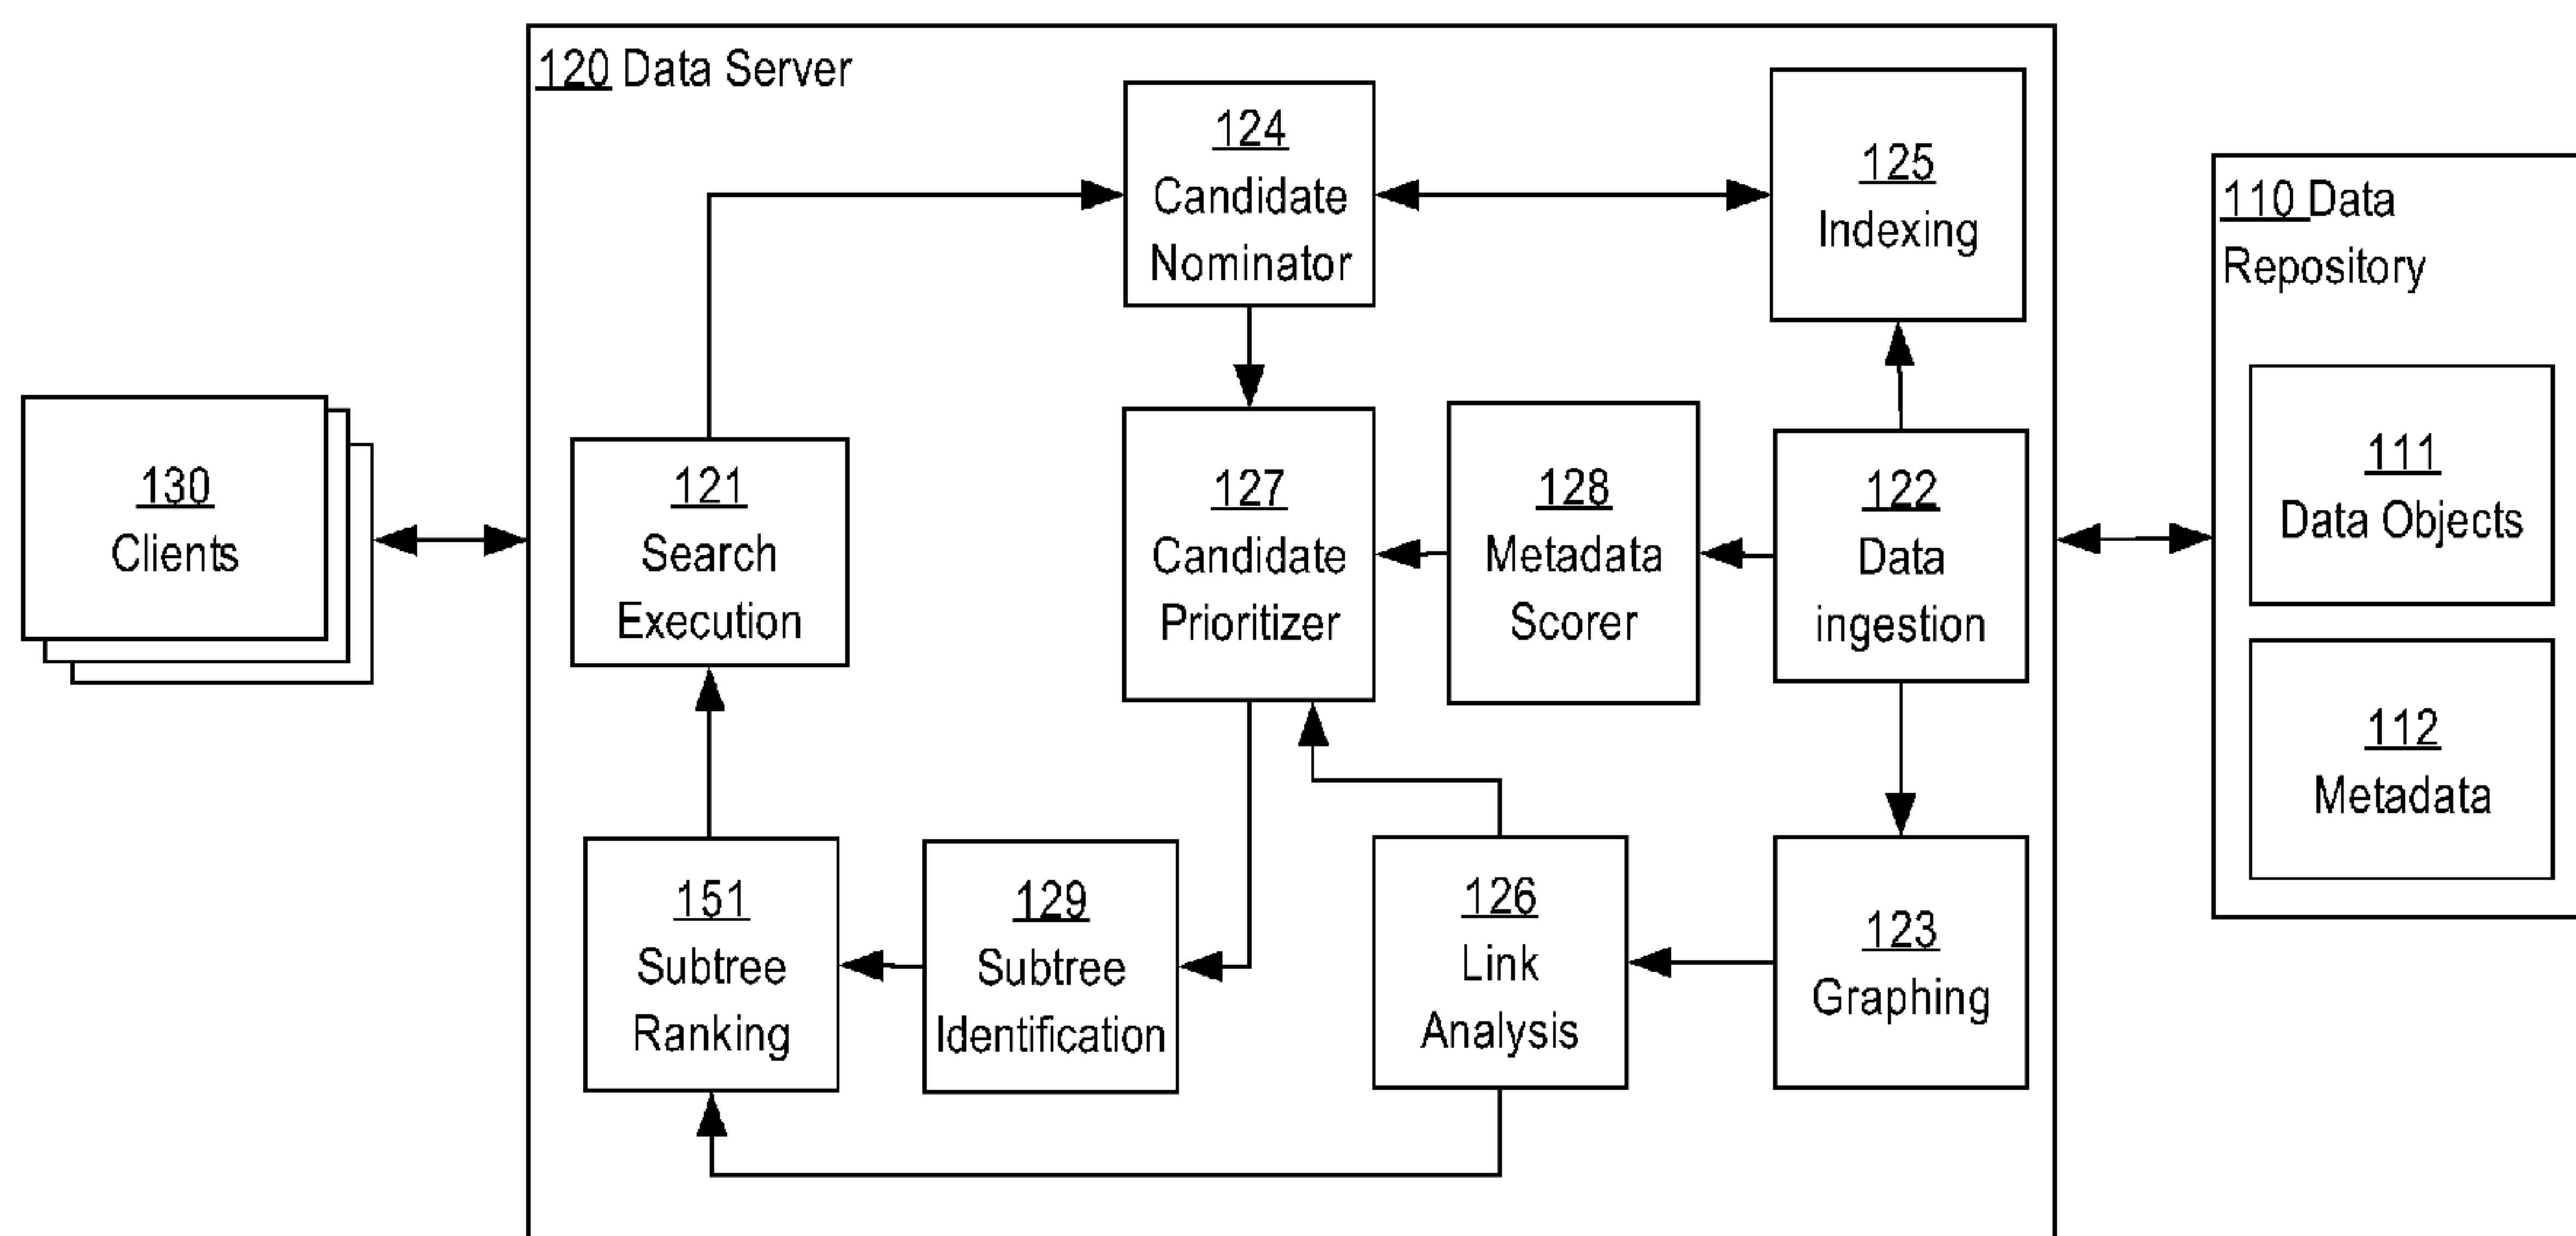 120 Data Server
124
Candidate
Nominator
125
Indexing
110 Data
Repository
130
Clients
121
Search
Execution
127
Candidate
Prioritizer
128
Metadata
Scorer
122
Data
ingestion
111
Data Objects
112
Metadata
151
Subtree
Ranking
129
Subtree
Identification
126
Link
Analysis
123
Graphing